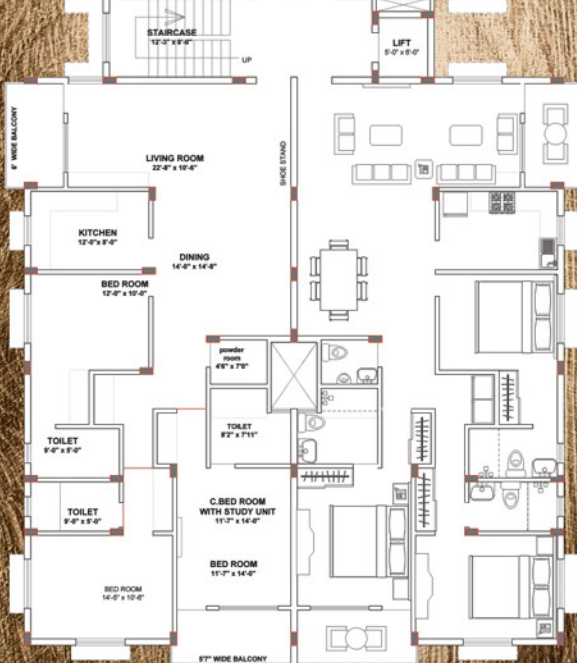 STAIRCASE
12'-3" x 8'-8"
UP
LIFT
5'-0" x 6'-0"
6' WIDE BALCONY
LIVING ROOM
22'-8" x 10'-6"
SHOE STAND
KITCHEN
12'-0"x 8'-0"
DINING
14'-0" x 14'-8"
BED ROOM
12'-0" x 10'-0"
powder
room
4'6" x 7'0"
TOILET
8'2" x 7'11"
TOILET
9'-0" x 5'-0"
C.BED ROOM
WITH STUDY UNIT
11'-7" x 14'-0"
TOILET
9'-0" x 5'-0"
BED ROOM
11'-7" x 14'-0"
BED ROOM
14'-6" x 10'-6"
5'7" WIDE BALCONY